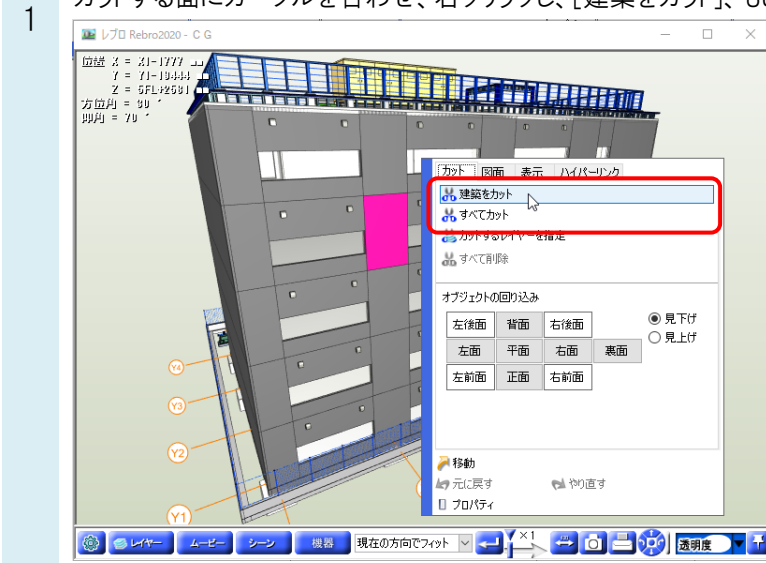 カットする面にカーソルを合わせ、右クリックし、[建築をカット]、
1
レブロ Rebro2020 - C G
位置 X = X1-1777
Y = Y1-10444
Z = 6FL+2681
方位角 = 30 °
仰角 = 70 °
カット 図面 表示 ハイパーリンク
建築をカット
すべてカット
カットするレイヤーを指定
すべて削除
オブジェクトの回り込み
左後面 背面 右後面
左面 平面 右面 裏面
左前面 正面 右前面
見下げ
見上げ
移動
元に戻す やり直す
プロパティ
Y4
Y3
Y2
Y1
レイヤー ムービー シーン 機器 現在の方向でフィット ×1 透明度